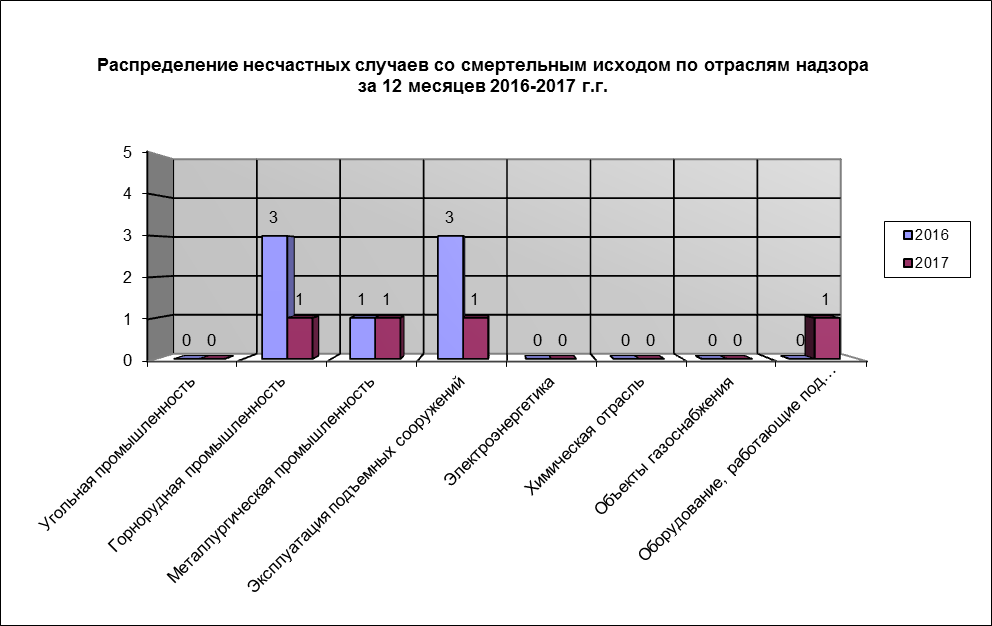 Распределение несчастных случаев со смертельным исходом по отраслям надзора
за 12 месяцев 2016-2017 г.г.
5
4
3
2
1
0
0 0
3 1
1 1
3 1
0 0
0 0
0 0
0 1
Угольная промышленность
Горнорудная промышленность
Металлургическая промышленность
Эксплуатация подъемных сооружений
Электроэнергетика
Химическая отрасль
Объекты газоснабжения
Оборудование, работающие под...
2016
2017